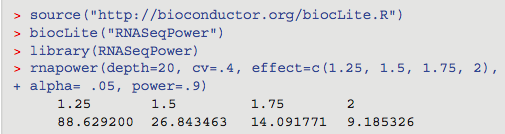 > source("http://bioconductor.org/biocLite.R")
> biocLite("RNASeqPower")
> library(RNASeqPower)
> rnapower(depth=20, cv=.4, effect=c(1.25, 1.5, 1.75, 2),
+ alpha= .05, power=.9)
1.25 1.5 1.75 2
88.629200 26.843463 14.091771 9.185326